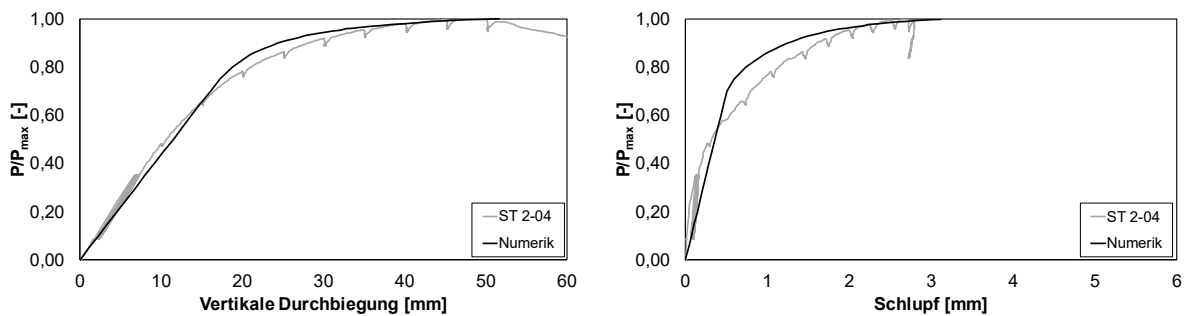 P/Pmax [-]
1,00
0,80
0,60
0,40
0,20
0,00
0 10 20 30 40 50 60
Vertikale Durchbiegung [mm]
ST 2-04
Numerik
P/Pmax [-]
1,00
0,80
0,60
0,40
0,20
0,00
0 1 2 3 4 5 6
Schlupf [mm]
ST 2-04
Numerik